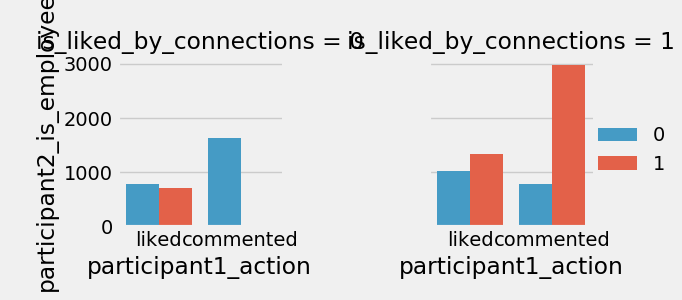 is_liked_by_connections = 0
is_liked_by_connections = 1
participant2_is_employee
3000
2000
1000
0
liked
commented
liked
commented
participant1_action
participant1_action
0
1